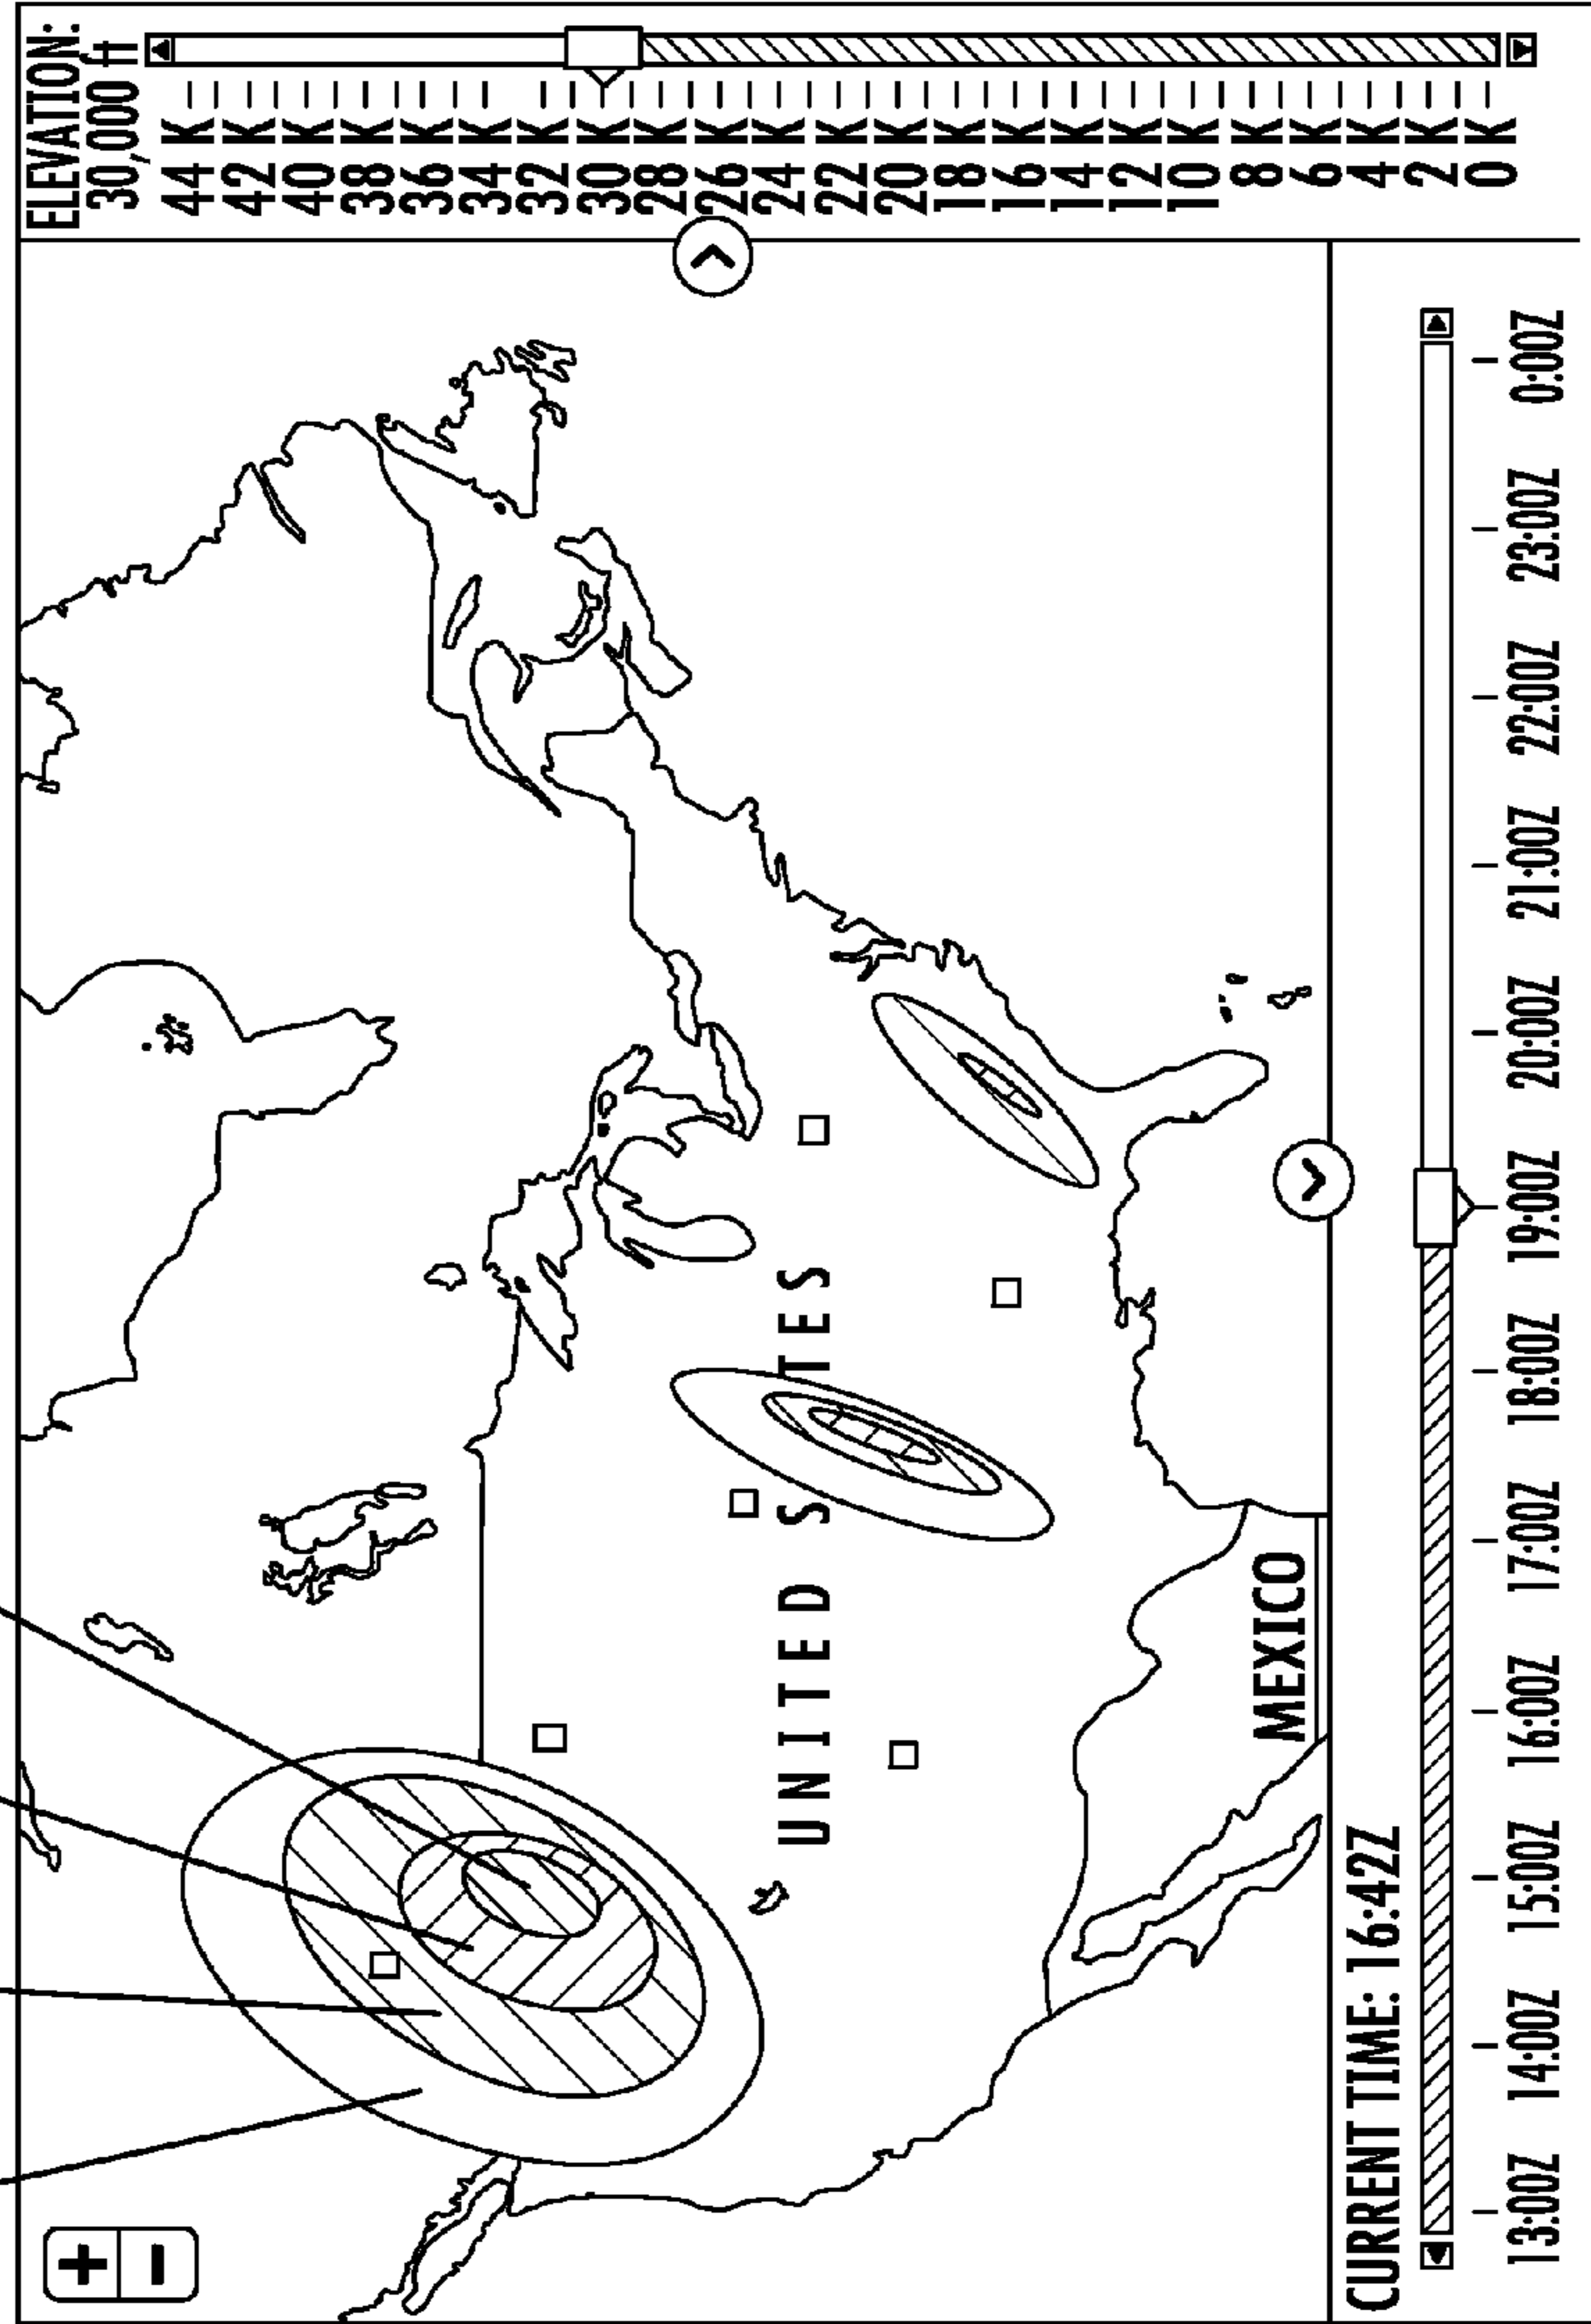 ELEVATION:
30,000 ft
44 K
42 K
40 K
38 K
36 K
34 K
32 K
30 K
28 K
26 K
24 K
22 K
20 K
18 K
16 K
14 K
12 K
10 K
8 K
6 K
4 K
2 K
0 K
+
−
UNITED S TES
MEXICO
CURRENT TIME: 16:42Z
13:00Z 14:00Z 15:00Z 16:00Z 17:00Z 18:00Z 19:00Z 20:00Z 21:00Z 22:00Z 23:00Z 0:00Z